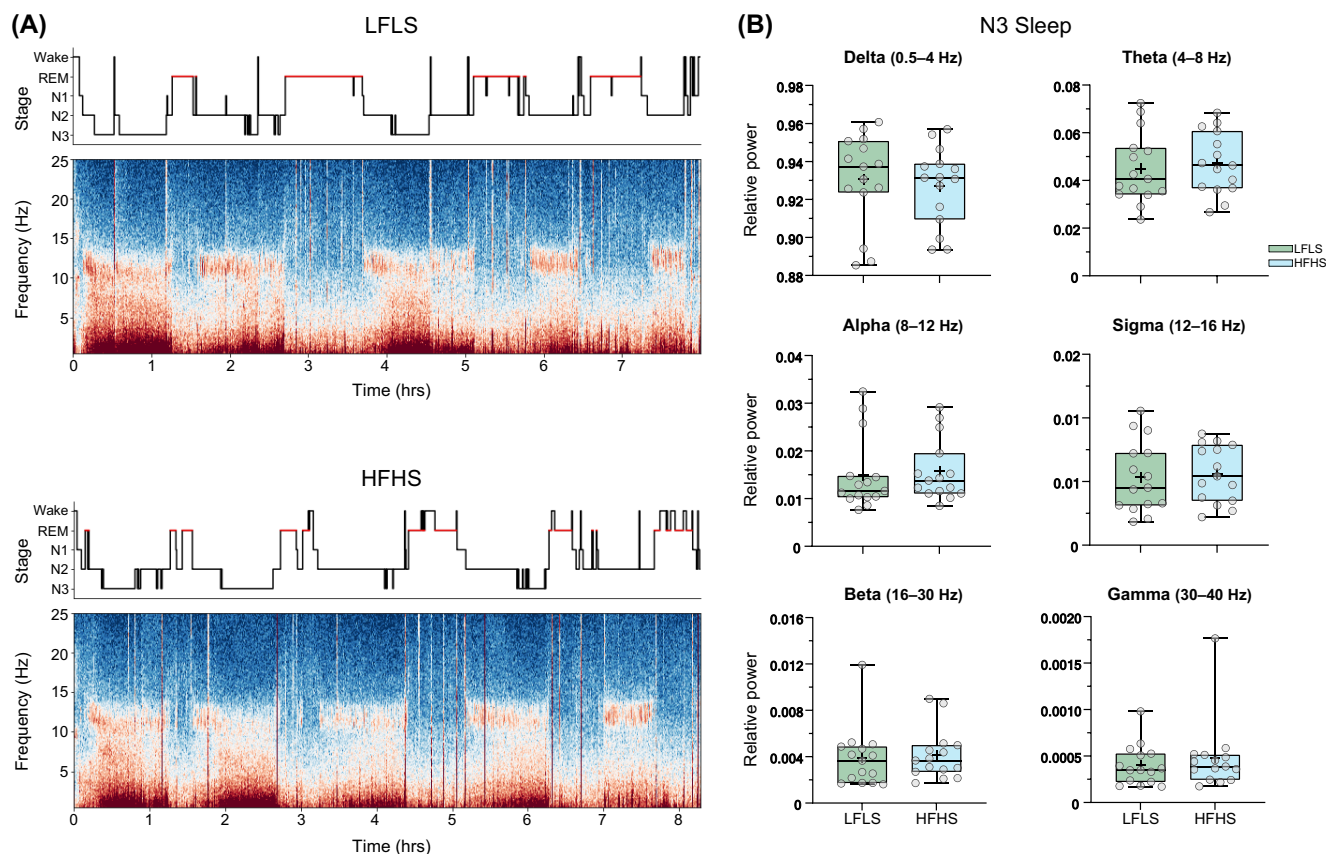 (A)
LFLS
Wake
REM
N1
N2
N3
Stage
25
20
15
10
5
Frequency (Hz)
0 1 2 3 4 5 6 7
Time (hrs)
HFHS
Wake
REM
N1
N2
N3
Stage
25
20
15
10
5
Frequency (Hz)
0 1 2 3 4 5 6 7 8
Time (hrs)
(B)
N3 Sleep
Delta (0.5–4 Hz)
0.98
0.96
0.94
0.92
0.90
0.88
Relative power
Theta (4–8 Hz)
0.08
0.06
0.04
0.02
0
LFLS
HFHS
Alpha (8–12 Hz)
0.04
0.03
0.02
0.01
0
Relative power
Sigma (12–16 Hz)
0.02
0.01
0.01
0
Beta (16–30 Hz)
0.016
0.012
0.008
0.004
0
Relative power
LFLS HFHS
Gamma (30–40 Hz)
0.0020
0.0015
0.0010
0.0005
0
LFLS HFHS